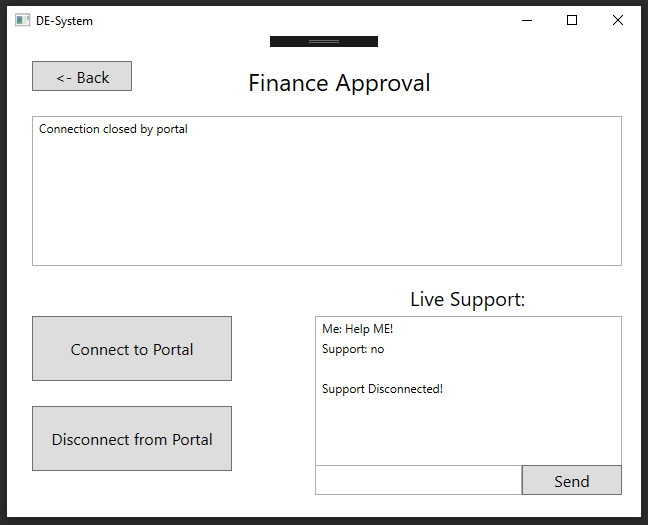 DE-System
<- Back
Finance Approval
Connection closed by portal
Live Support:
Connect to Portal
Disconnect from Portal
Me: Help ME!
Support: no
Support Disconnected!
Send